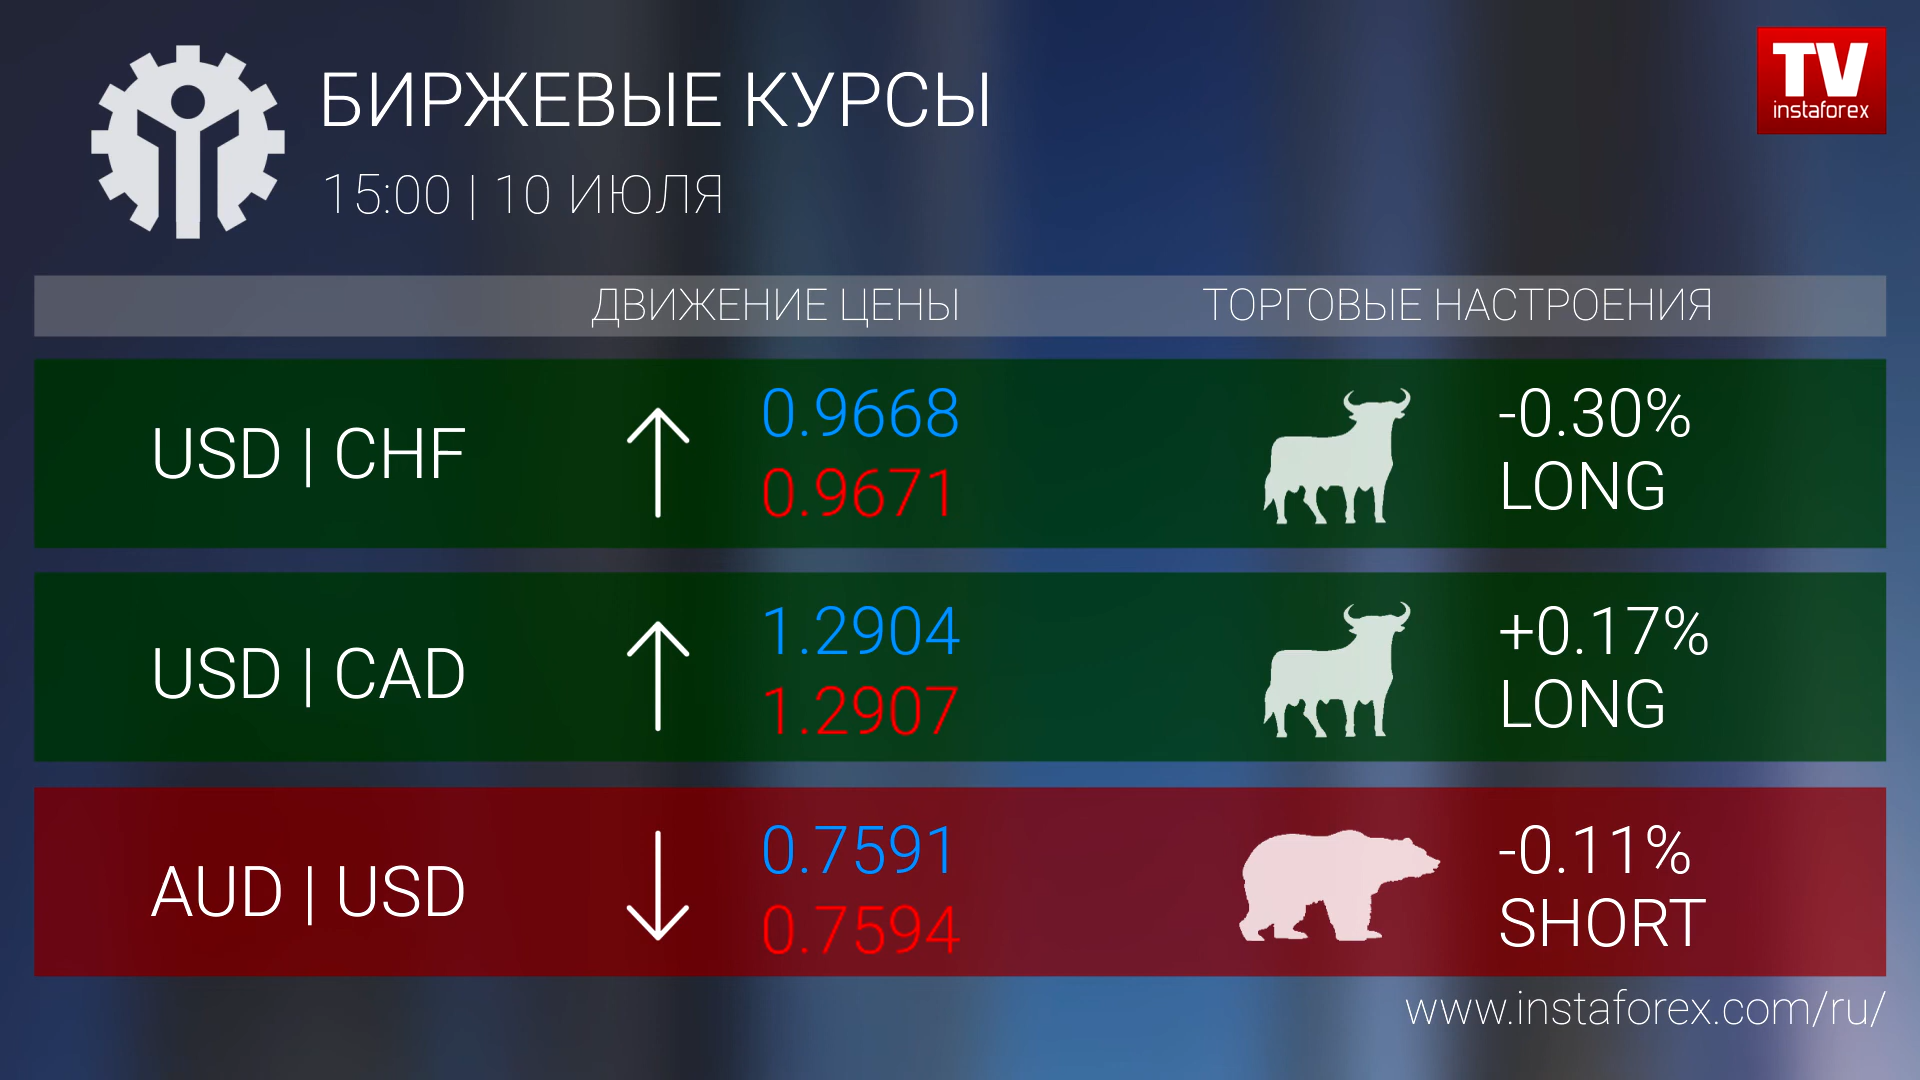 БИРЖЕВЫЕ КУРСЫ
15:00 | 10 ИЮЛЯ
TV
instaforex
ДВИЖЕНИЕ ЦЕНЫ ТОРГОВЫЕ НАСТРОЕНИЯ
USD | CHF
0.9668
0.9671
-0.30%
LONG
USD | CAD
1.2904
1.2907
+0.17%
LONG
AUD | USD
0.7591
0.7594
-0.11%
SHORT
www.instaforex.com/ru/